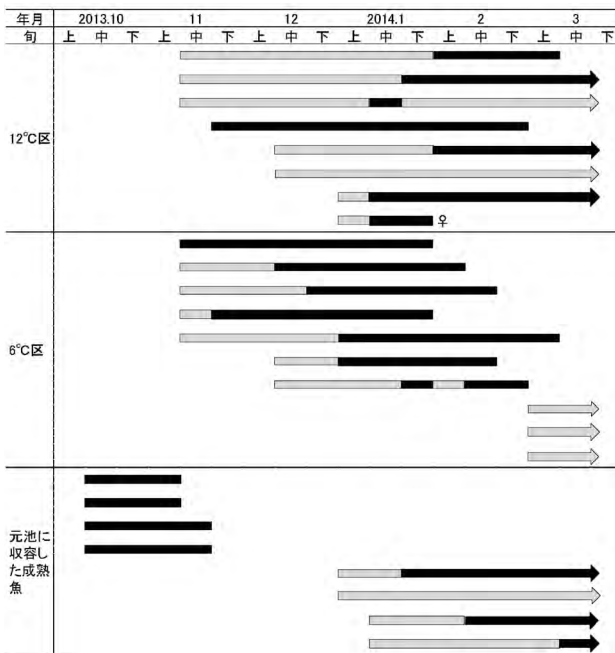 年月 2013.10 11 12 2014.1 2 3
旬 上 中 下 上 中 下 上 中 下 上 中 下 上 中 下 上 中 下
12℃区
♀
6℃区
元池に
収容し
た成熟
魚